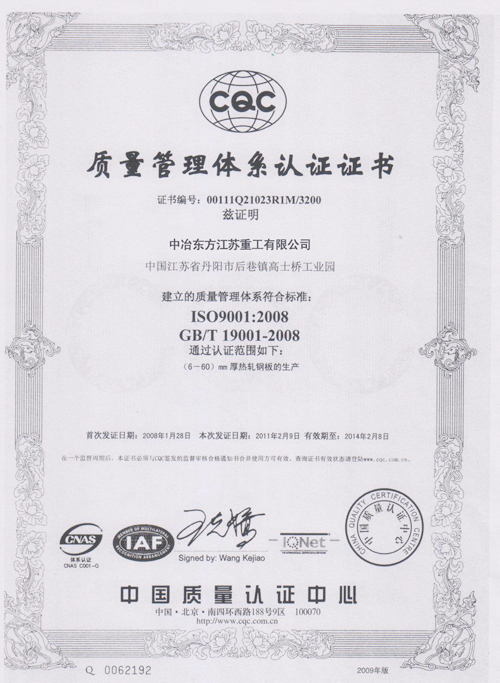 CQC
质量管理体系认证证书
证书编号：00111Q21023R1M/3200
兹证明
中冶东方江苏重工有限公司
中国江苏省丹阳市后巷镇高士桥工业园
建立的质量管理体系符合标准：
ISO9001:2008
GB/T 19001-2008
通过认证范围如下：
（6－60）mm 厚热轧钢板的生产
首次发证日期：2008年1月28日 本次发证日期：2011年2月9日 有效期至：2014年2月8日
在一个监督周期后，本证书必须与CQC签发的监督审核合格通知书合并使用方可有效。查询证书有效状态请登陆www.cqc.com.cn。
CNAS
体系认证
CNAS C001-Q
MEMBER OF MULTILATERAL
IAF
RECOGNITION ARRANGEMENT
Signed by: Wang Kejiao
IQNet
CHINA QUALITY CERTIFICATION CENTRE
中国质量认证中心
中国质量认证中心
中国·北京·南四环西路188号9区 100070
http://www.cqc.com.cn
Q 0062192
2009年版